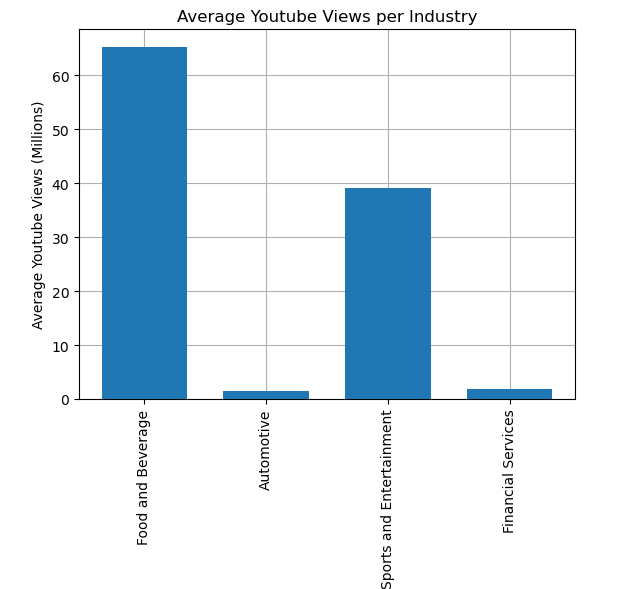 Average Youtube Views per Industry
Average Youtube Views (Millions)
60
50
40
30
20
10
0
Food and Beverage
Automotive
Sports and Entertainment
Financial Services